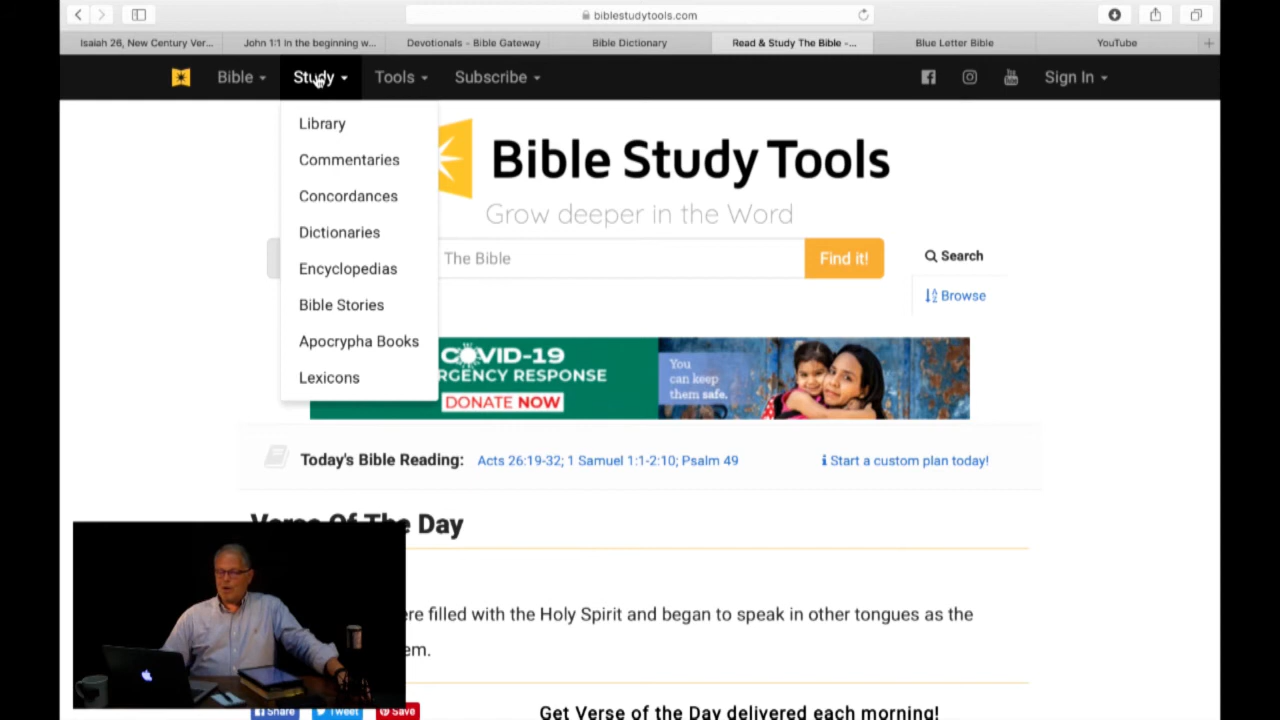 biblestudytools.com
Isaiah 26, New Century Ver...
John 1:1 In the beginning w...
Devotionals - Bible Gateway
Bible Dictionary
Read & Study The Bible -...
Blue Letter Bible
YouTube
Bible
Study
Tools
Subscribe
You
Tube
Sign In
Library
Commentaries
Concordances
Dictionaries
Encyclopedias
Bible Stories
Apocrypha Books
Lexicons
Bible Study Tools
Grow deeper in the Word
The Bible
Find it!
Search
Browse
COVID-19
RGENCY RESPONSE
DONATE NOW
You
can keep
them safe.
Today's Bible Reading:
Acts 26:19-32; 1 Samuel 1:1-2:10; Psalm 49
Start a custom plan today!
Verse Of The Day
ere filled with the Holy Spirit and began to speak in other tongues as the
em.
Share
Tweet
Save
Get Verse of the Day delivered each morning!